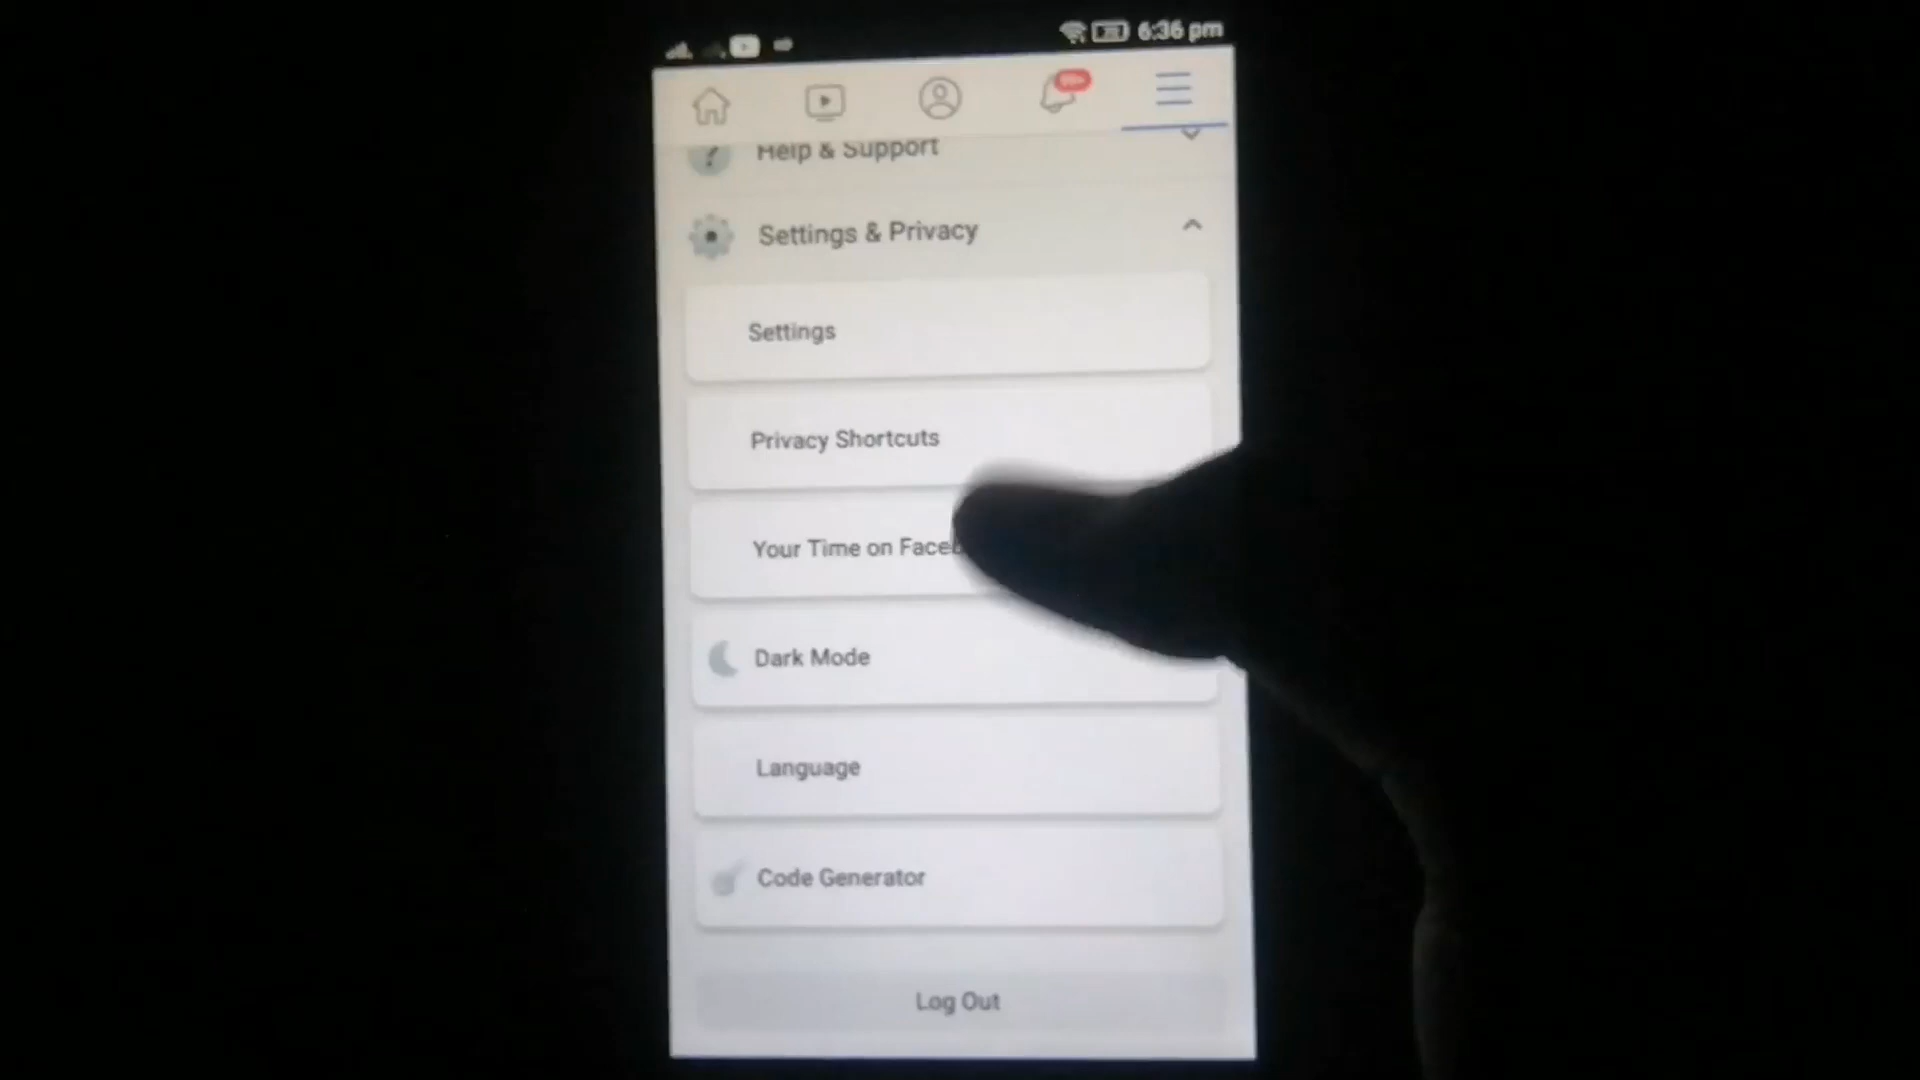 6:36 pm
Help & Support
Settings & Privacy
Settings
Privacy Shortcuts
Your Time on Face
Dark Mode
Language
Code Generator
Log Out